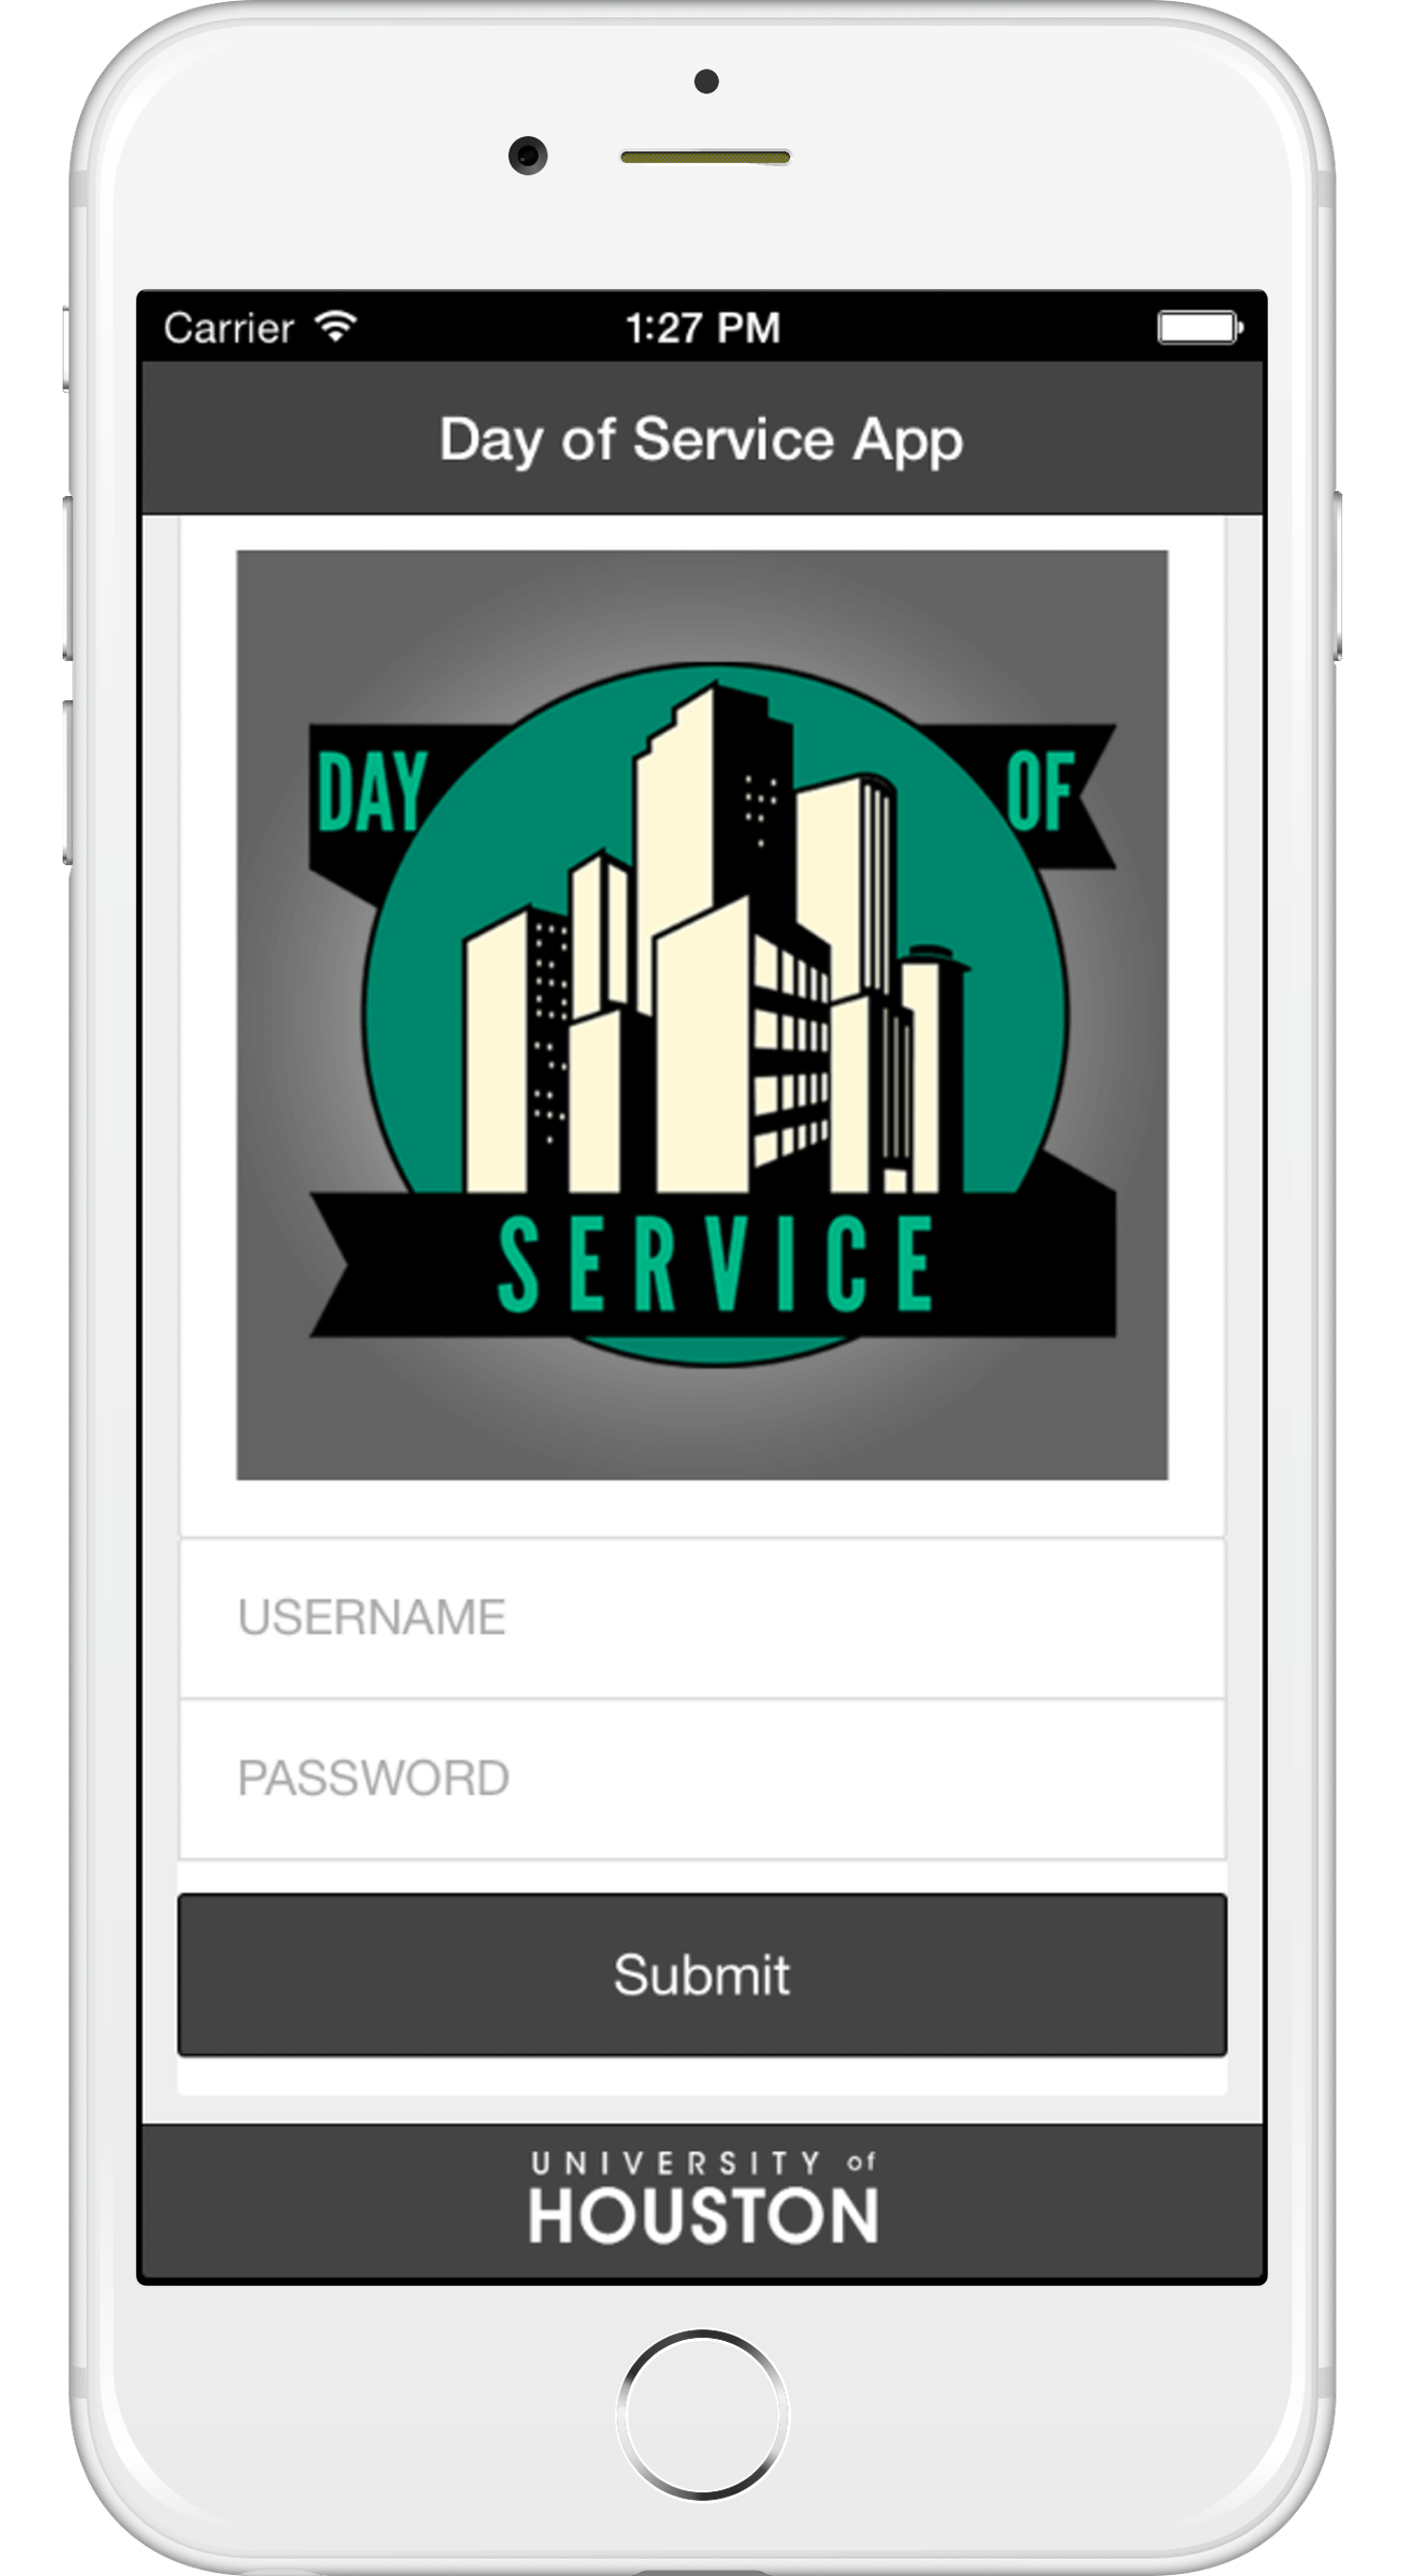 Carrier 1:27 PM
Day of Service App
DAY OF
SERVICE
USERNAME
PASSWORD
Submit
UNIVERSITY of
HOUSTON